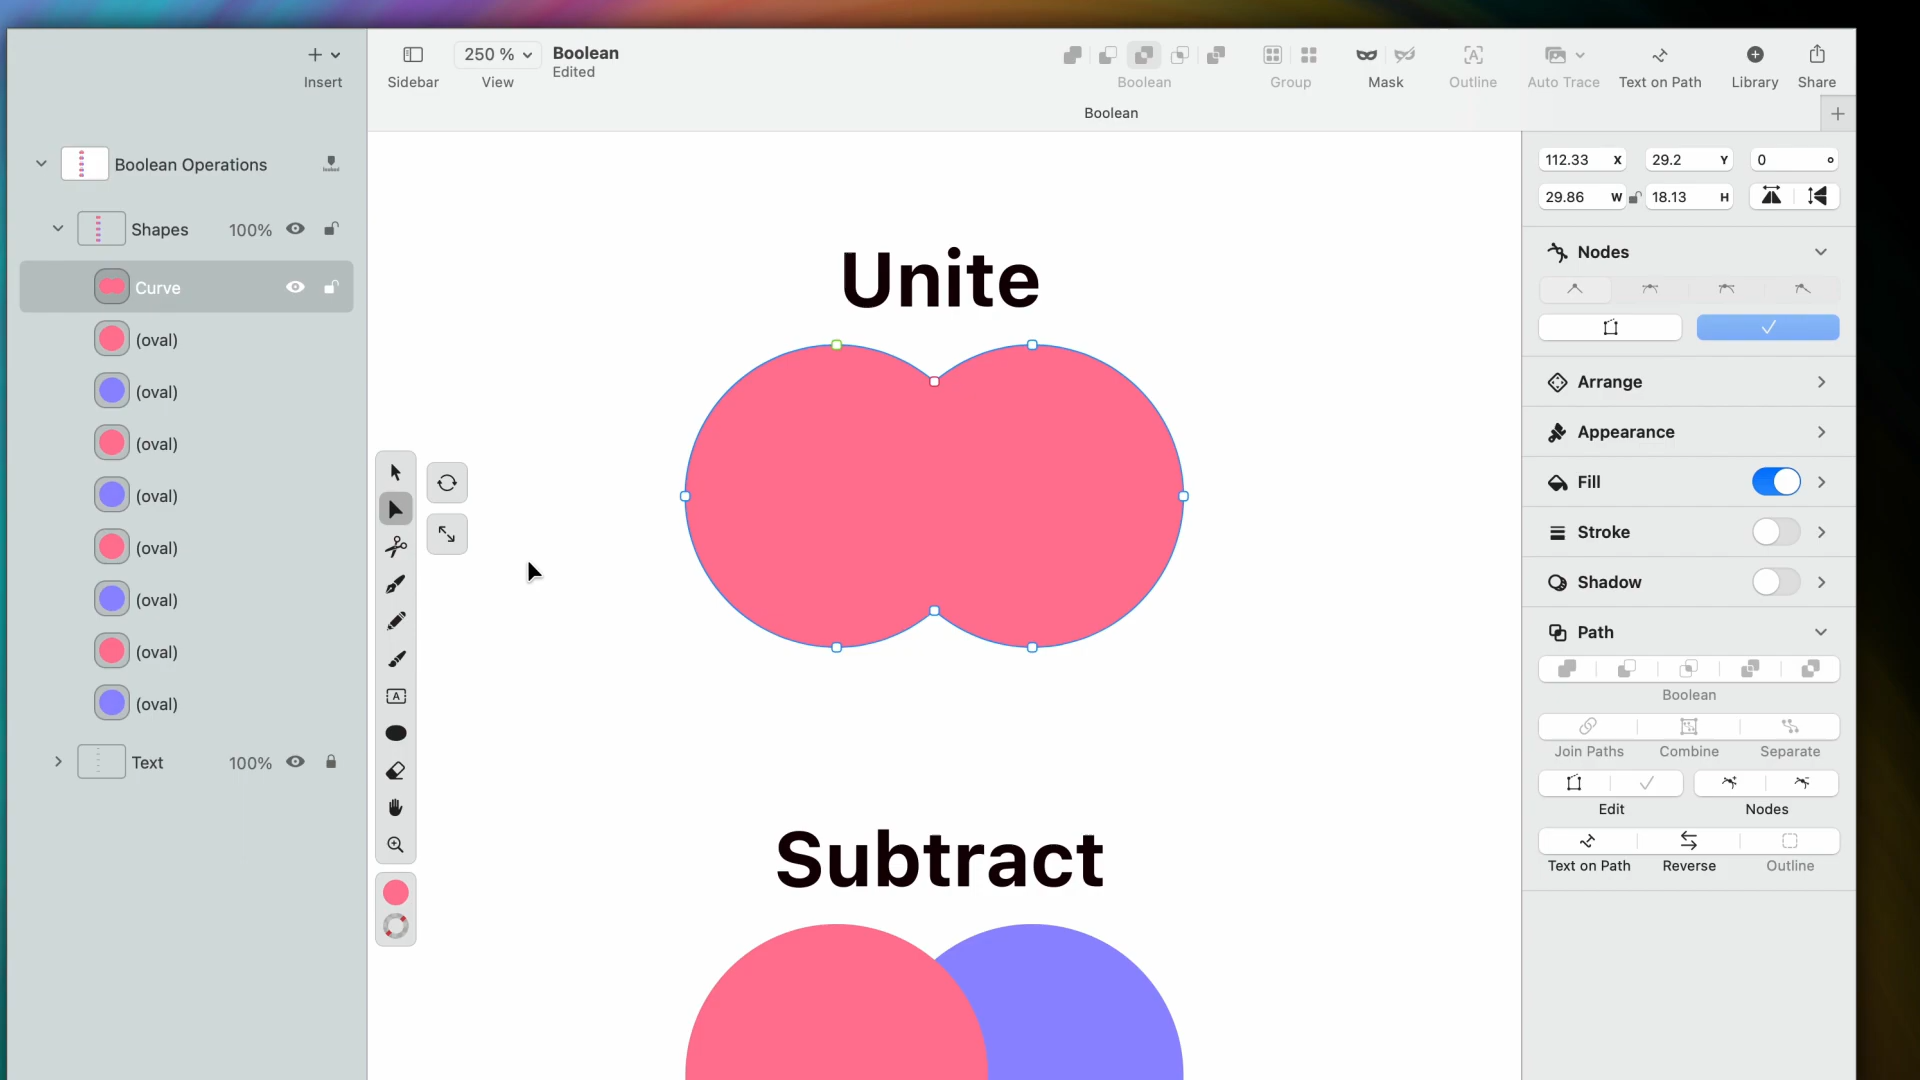 Insert
Sidebar
250 %
View
Boolean
Edited
Boolean
Group
Mask
Outline
Auto Trace
Text on Path
Library
Share
Boolean
Boolean Operations
Shapes 100%
Curve
(oval)
(oval)
(oval)
(oval)
(oval)
(oval)
(oval)
(oval)
Text 100%
A
Unite
Subtract
112.33 X 29.2 Y 0 °
29.86 W 18.13 H
Nodes
Arrange
Appearance
Fill
Stroke
Shadow
Path
Boolean
Join Paths Combine Separate
Edit Nodes
Text on Path Reverse Outline